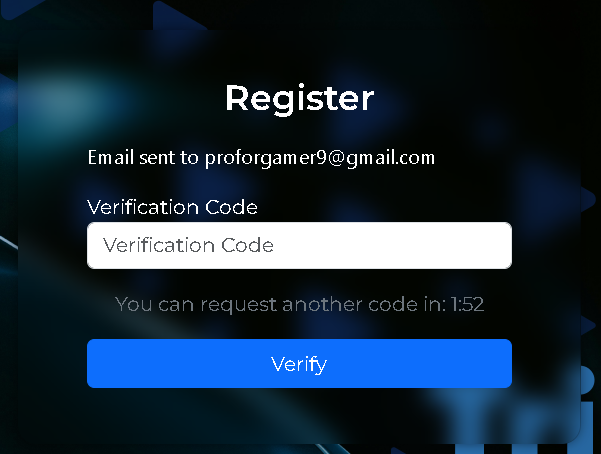 Register
Email sent to proforgamer9@gmail.com
Verification Code
Verification Code
You can request another code in: 1:52
Verify